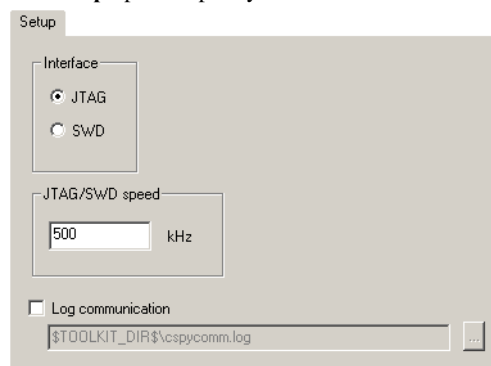 Setup
Interface
JTAG
SWD
JTAG/SWD speed
500 kHz
Log communication
$TOOLKIT_DIR$\cspycomm.log ...